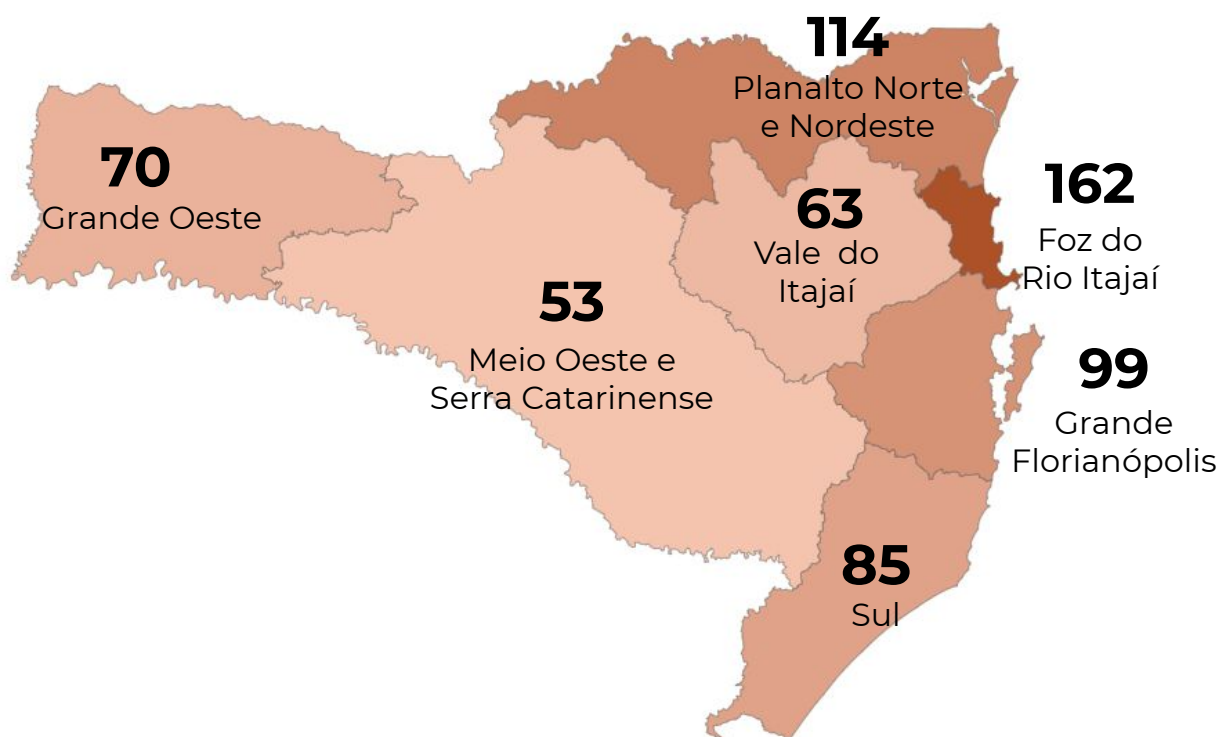 114
Planalto Norte
e Nordeste
70
Grande Oeste
63
Vale do
Itajaí
162
Foz do
Rio Itajaí
53
Meio Oeste e
Serra Catarinense
99
Grande
Florianópolis
85
Sul